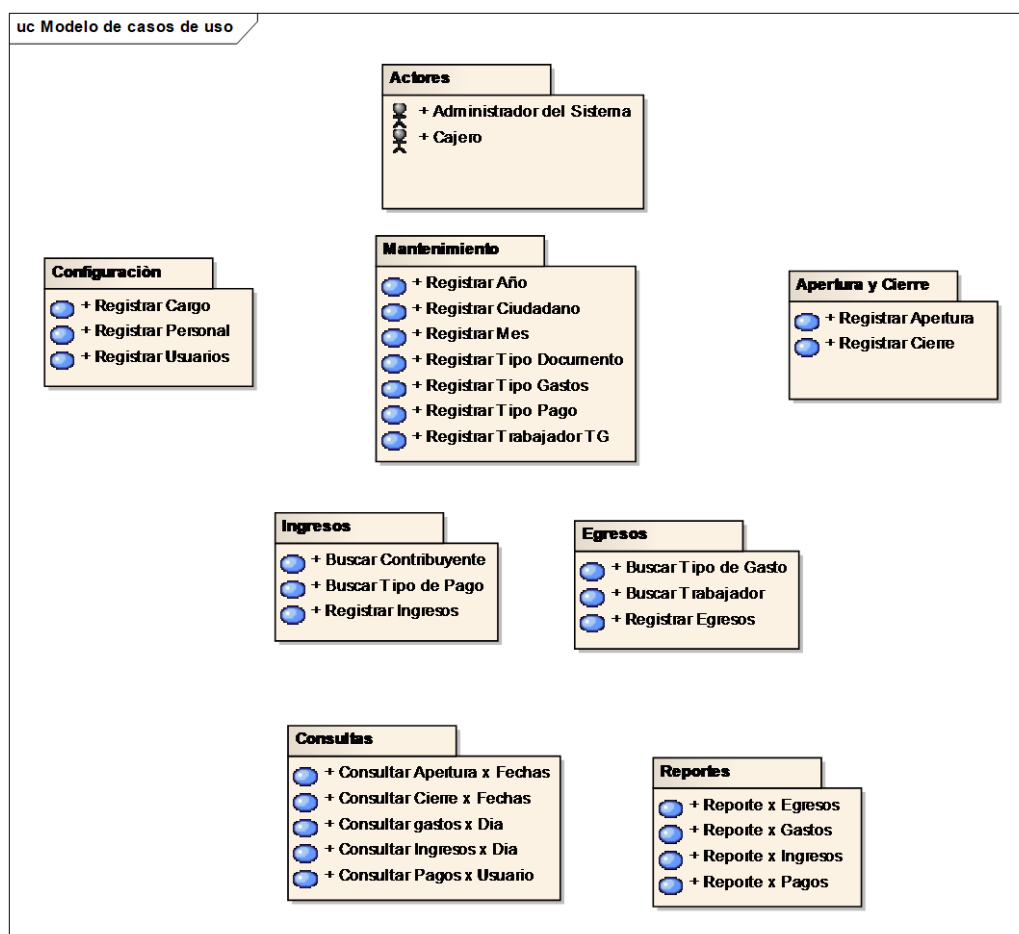 uc Modelo de casos de uso
Actores
+ Administrador del Sistema
+ Cajero
Configuraciòn
+ Registrar Cargo
+ Registrar Personal
+ Registrar Usuarios
Mantenimiento
+ Registrar Año
+ Registrar Ciudadano
+ Registrar Mes
+ Registrar Tipo Documento
+ Registrar Tipo Gastos
+ Registrar Tipo Pago
+ Registrar Trabajador TG
Apertura y Cierre
+ Registrar Apertura
+ Registrar Cierre
Ingresos
+ Buscar Contribuyente
+ Buscar Tipo de Pago
+ Registrar Ingresos
Egresos
+ Buscar Tipo de Gasto
+ Buscar Trabajador
+ Registrar Egresos
Consultas
+ Consultar Apertura x Fechas
+ Consultar Cierre x Fechas
+ Consultar gastos x Dia
+ Consultar Ingresos x Dia
+ Consultar Pagos x Usuario
Reportes
+ Reporte x Egresos
+ Reporte x Gastos
+ Reporte x Ingresos
+ Reporte x Pagos